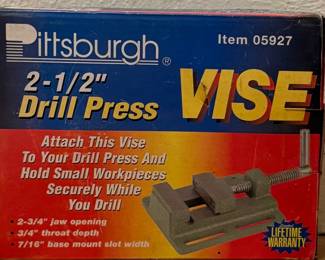 Pittsburgh®
Item 05927
2-1/2"
Drill Press
VISE
Attach This Vise
To Your Drill Press And
Hold Small Workpieces
Securely While
You Drill
• 2-3/4" jaw opening
• 3/4" throat depth
• 7/16" base mount slot width
LIFETIME
WARRANTY